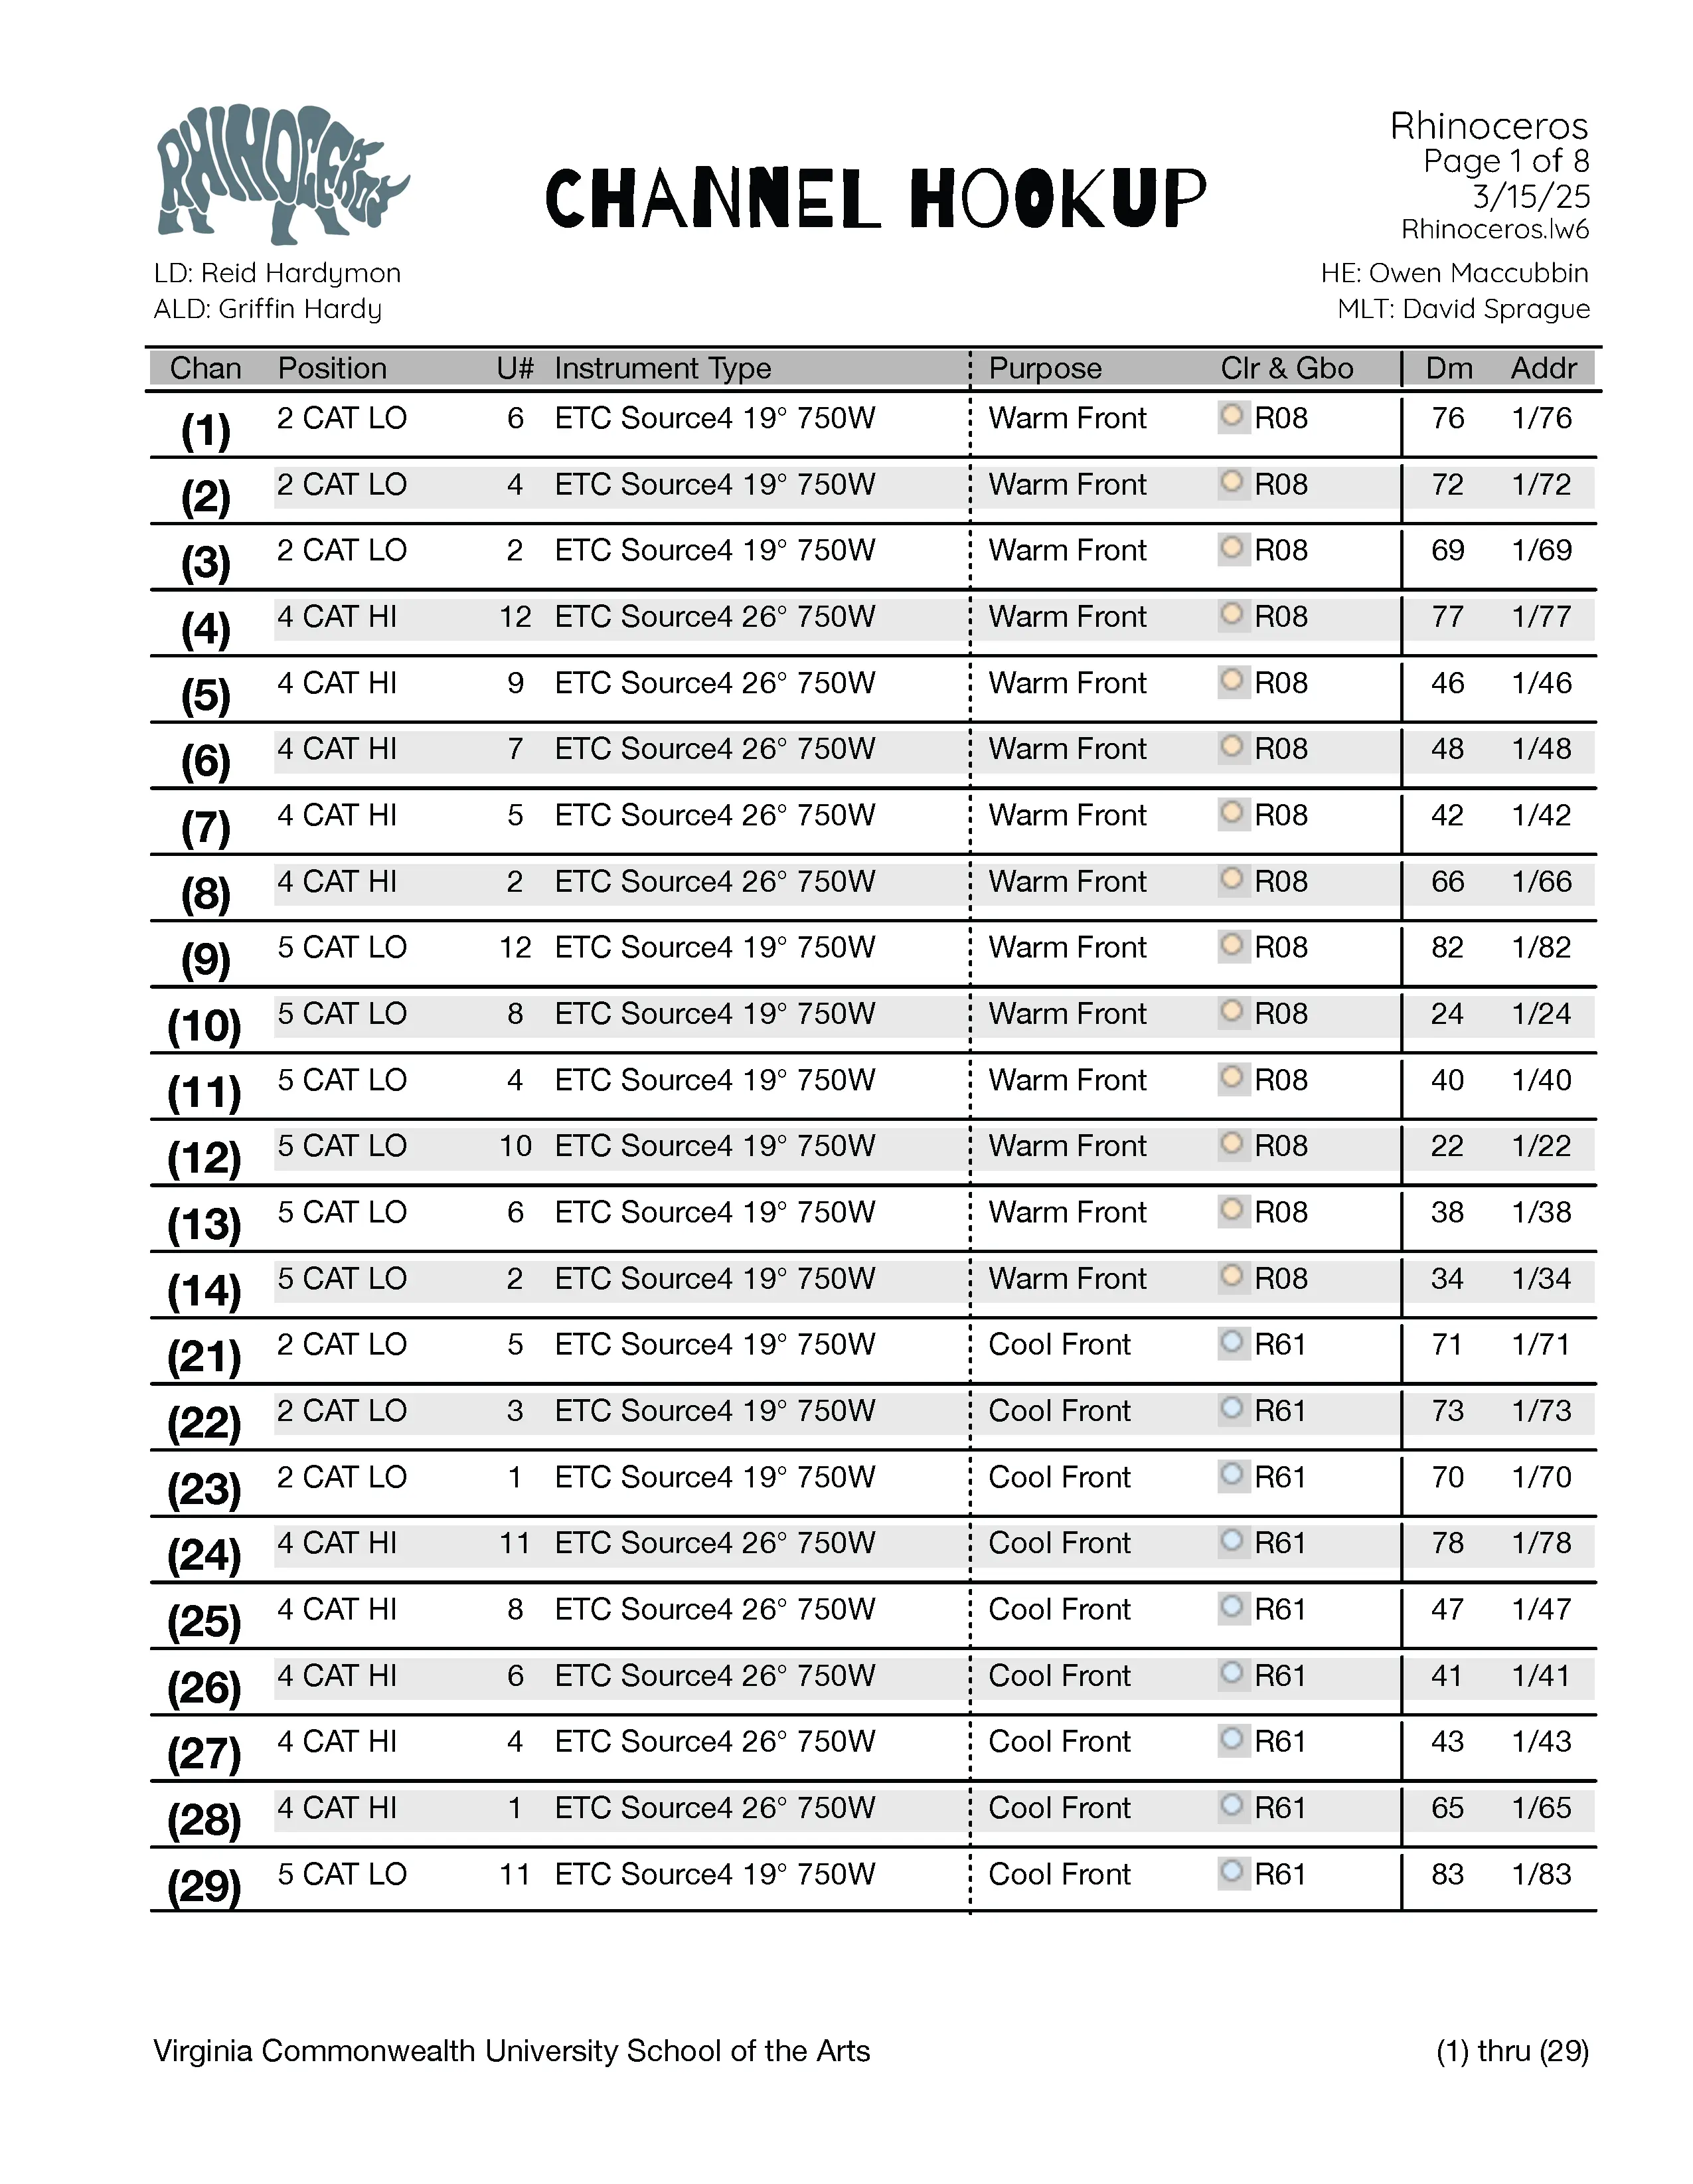 RHINOCEROS
CHANNEL HOOKUP
Rhinoceros
Page 1 of 8
3/15/25
Rhinoceros.lw6
LD: Reid Hardymon
ALD: Griffin Hardy
HE: Owen Maccubbin
MLT: David Sprague
Chan Position U# Instrument Type Purpose Clr & Gbo Dm Addr
(1) 2 CAT LO 6 ETC Source4 19° 750W Warm Front R08 76 1/76
(2) 2 CAT LO 4 ETC Source4 19° 750W Warm Front R08 72 1/72
(3) 2 CAT LO 2 ETC Source4 19° 750W Warm Front R08 69 1/69
(4) 4 CAT HI 12 ETC Source4 26° 750W Warm Front R08 77 1/77
(5) 4 CAT HI 9 ETC Source4 26° 750W Warm Front R08 46 1/46
(6) 4 CAT HI 7 ETC Source4 26° 750W Warm Front R08 48 1/48
(7) 4 CAT HI 5 ETC Source4 26° 750W Warm Front R08 42 1/42
(8) 4 CAT HI 2 ETC Source4 26° 750W Warm Front R08 66 1/66
(9) 5 CAT LO 12 ETC Source4 19° 750W Warm Front R08 82 1/82
(10) 5 CAT LO 8 ETC Source4 19° 750W Warm Front R08 24 1/24
(11) 5 CAT LO 4 ETC Source4 19° 750W Warm Front R08 40 1/40
(12) 5 CAT LO 10 ETC Source4 19° 750W Warm Front R08 22 1/22
(13) 5 CAT LO 6 ETC Source4 19° 750W Warm Front R08 38 1/38
(14) 5 CAT LO 2 ETC Source4 19° 750W Warm Front R08 34 1/34
(21) 2 CAT LO 5 ETC Source4 19° 750W Cool Front R61 71 1/71
(22) 2 CAT LO 3 ETC Source4 19° 750W Cool Front R61 73 1/73
(23) 2 CAT LO 1 ETC Source4 19° 750W Cool Front R61 70 1/70
(24) 4 CAT HI 11 ETC Source4 26° 750W Cool Front R61 78 1/78
(25) 4 CAT HI 8 ETC Source4 26° 750W Cool Front R61 47 1/47
(26) 4 CAT HI 6 ETC Source4 26° 750W Cool Front R61 41 1/41
(27) 4 CAT HI 4 ETC Source4 26° 750W Cool Front R61 43 1/43
(28) 4 CAT HI 1 ETC Source4 26° 750W Cool Front R61 65 1/65
(29) 5 CAT LO 11 ETC Source4 19° 750W Cool Front R61 83 1/83
Virginia Commonwealth University School of the Arts (1) thru (29)